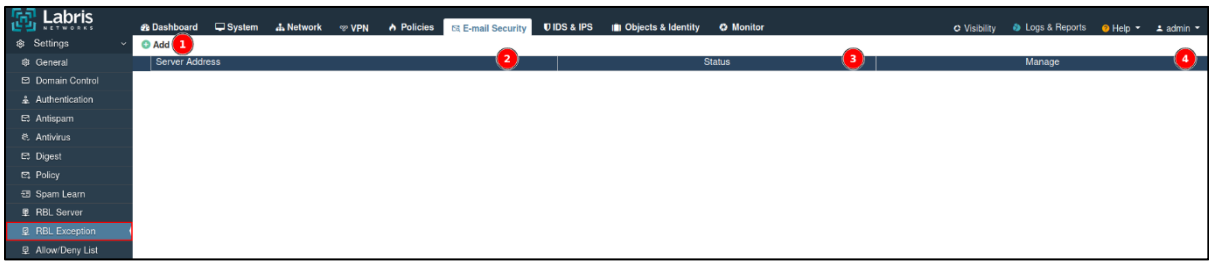 Labris
NETWORKS
Dashboard System Network VPN Policies E-mail Security IDS & IPS Objects & Identity Monitor Visibility Logs & Reports Help admin
Settings
Add 1
Server Address 2 Status 3 Manage 4
General
Domain Control
Authentication
Antispam
Antivirus
Digest
Policy
Spam Learn
RBL Server
RBL Exception
Allow/Deny List